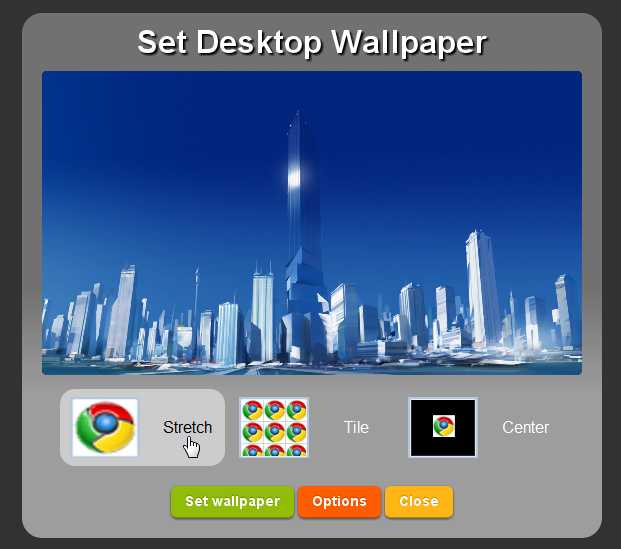 Set Desktop Wallpaper
Stretch Tile Center
Set wallpaper Options Close